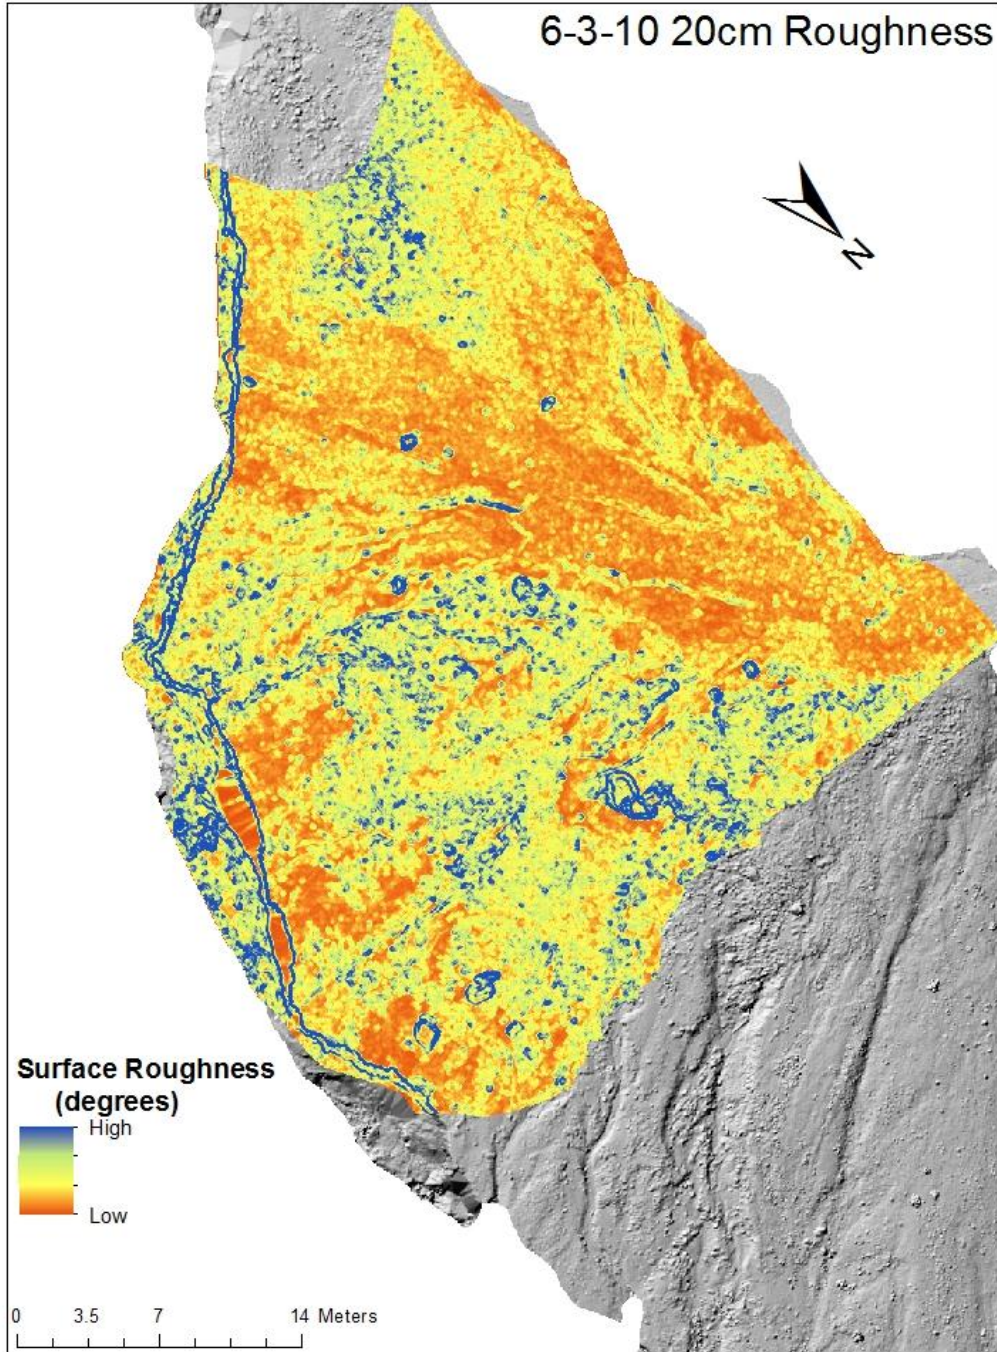 6-3-10 20cm Roughness
N
Surface Roughness
(degrees)
High
Low
0 3.5 7 14 Meters